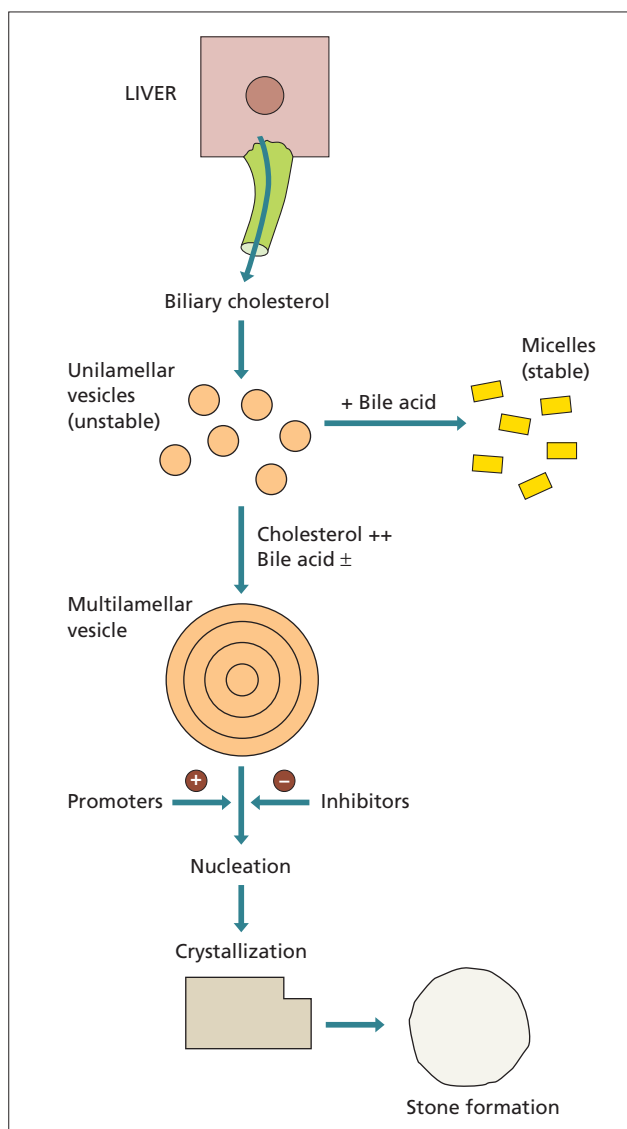 LIVER
Biliary cholesterol
Unilamellar
vesicles
(unstable)
Micelles
(stable)
+ Bile acid
Cholesterol ++
Bile acid ±
Multilamellar
vesicle
+
−
Promoters
Inhibitors
Nucleation
Crystallization
Stone formation